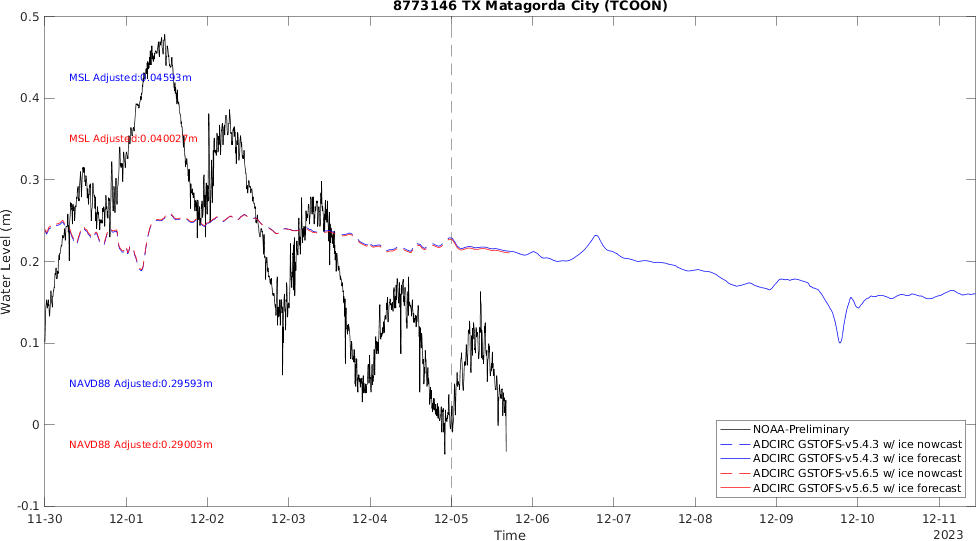 8773146 TX Matagorda City (TCOON)
0.5
0.4
0.3
0.2
0.1
0
-0.1
Water Level (m)
MSL Adjusted:0.04593m
MSL Adjusted:0.040027m
NAVD88 Adjusted:0.29593m
NAVD88 Adjusted:0.29003m
NOAA-Preliminary
ADCIRC GSTOFS-v5.4.3 w/ ice nowcast
ADCIRC GSTOFS-v5.4.3 w/ ice forecast
ADCIRC GSTOFS-v5.6.5 w/ ice nowcast
ADCIRC GSTOFS-v5.6.5 w/ ice forecast
11-30 12-01 12-02 12-03 12-04 12-05 12-06 12-07 12-08 12-09 12-10 12-11
Time
2023